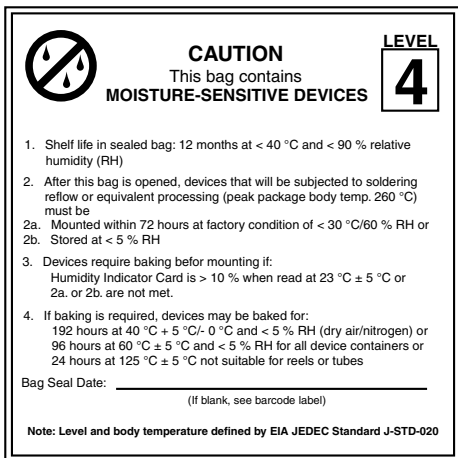 CAUTION
LEVEL
4
This bag contains
MOISTURE-SENSITIVE DEVICES
1. Shelf life in sealed bag: 12 months at < 40 °C and < 90 % relative
humidity (RH)
2. After this bag is opened, devices that will be subjected to soldering
reflow or equivalent processing (peak package body temp. 260 °C)
must be
2a. Mounted within 72 hours at factory condition of < 30 °C/60 % RH or
2b. Stored at < 5 % RH
3. Devices require baking befor mounting if:
Humidity Indicator Card is > 10 % when read at 23 °C ± 5 °C or
2a. or 2b. are not met.
4. If baking is required, devices may be baked for:
192 hours at 40 °C + 5 °C/- 0 °C and < 5 % RH (dry air/nitrogen) or
96 hours at 60 °C ± 5 °C and < 5 % RH for all device containers or
24 hours at 125 °C ± 5 °C not suitable for reels or tubes
Bag Seal Date:
(If blank, see barcode label)
Note: Level and body temperature defined by EIA JEDEC Standard J-STD-020